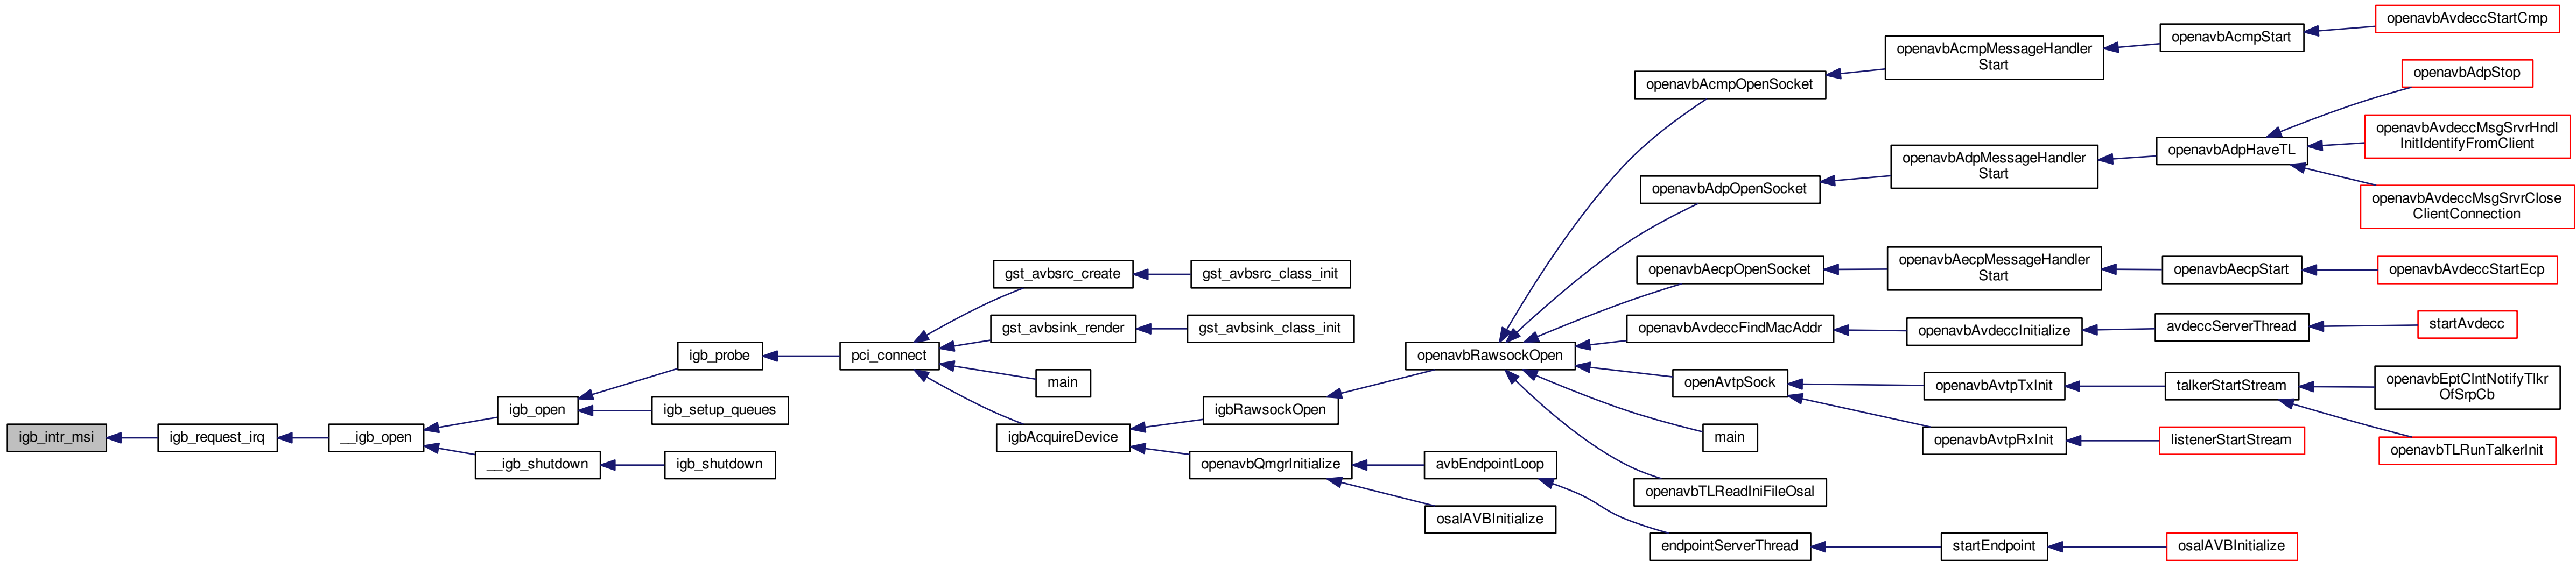 igb_intr_msi
igb_request_irq
__igb_open
igb_open
__igb_shutdown
igb_probe
igb_setup_queues
igb_shutdown
pci_connect
gst_avbsrc_create
gst_avbsink_render
main
igbAcquireDevice
gst_avbsrc_class_init
gst_avbsink_class_init
igbRawsockOpen
openavbQmgrInitialize
openavbRawsockOpen
avbEndpointLoop
osalAVBInitialize
openavbAcmpOpenSocket
openavbAdpOpenSocket
openavbAecpOpenSocket
openavbAvdeccFindMacAddr
openAvtpSock
main
openavbTLReadIniFileOsal
endpointServerThread
openavbAcmpMessageHandler
Start
openavbAdpMessageHandler
Start
openavbAecpMessageHandler
Start
openavbAvdeccInitialize
openavbAvtpTxInit
openavbAvtpRxInit
startEndpoint
openavbAcmpStart
openavbAdpHaveTL
openavbAecpStart
avdeccServerThread
talkerStartStream
listenerStartStream
osalAVBInitialize
openavbAvdeccStartCmp
openavbAdpStop
openavbAvdeccMsgSrvrHndl
InitIdentifyFromClient
openavbAvdeccMsgSrvrClose
ClientConnection
openavbAvdeccStartEcp
startAvdecc
openavbEptClntNotifyTlkr
OfSrpCb
openavbTLRunTalkerInit